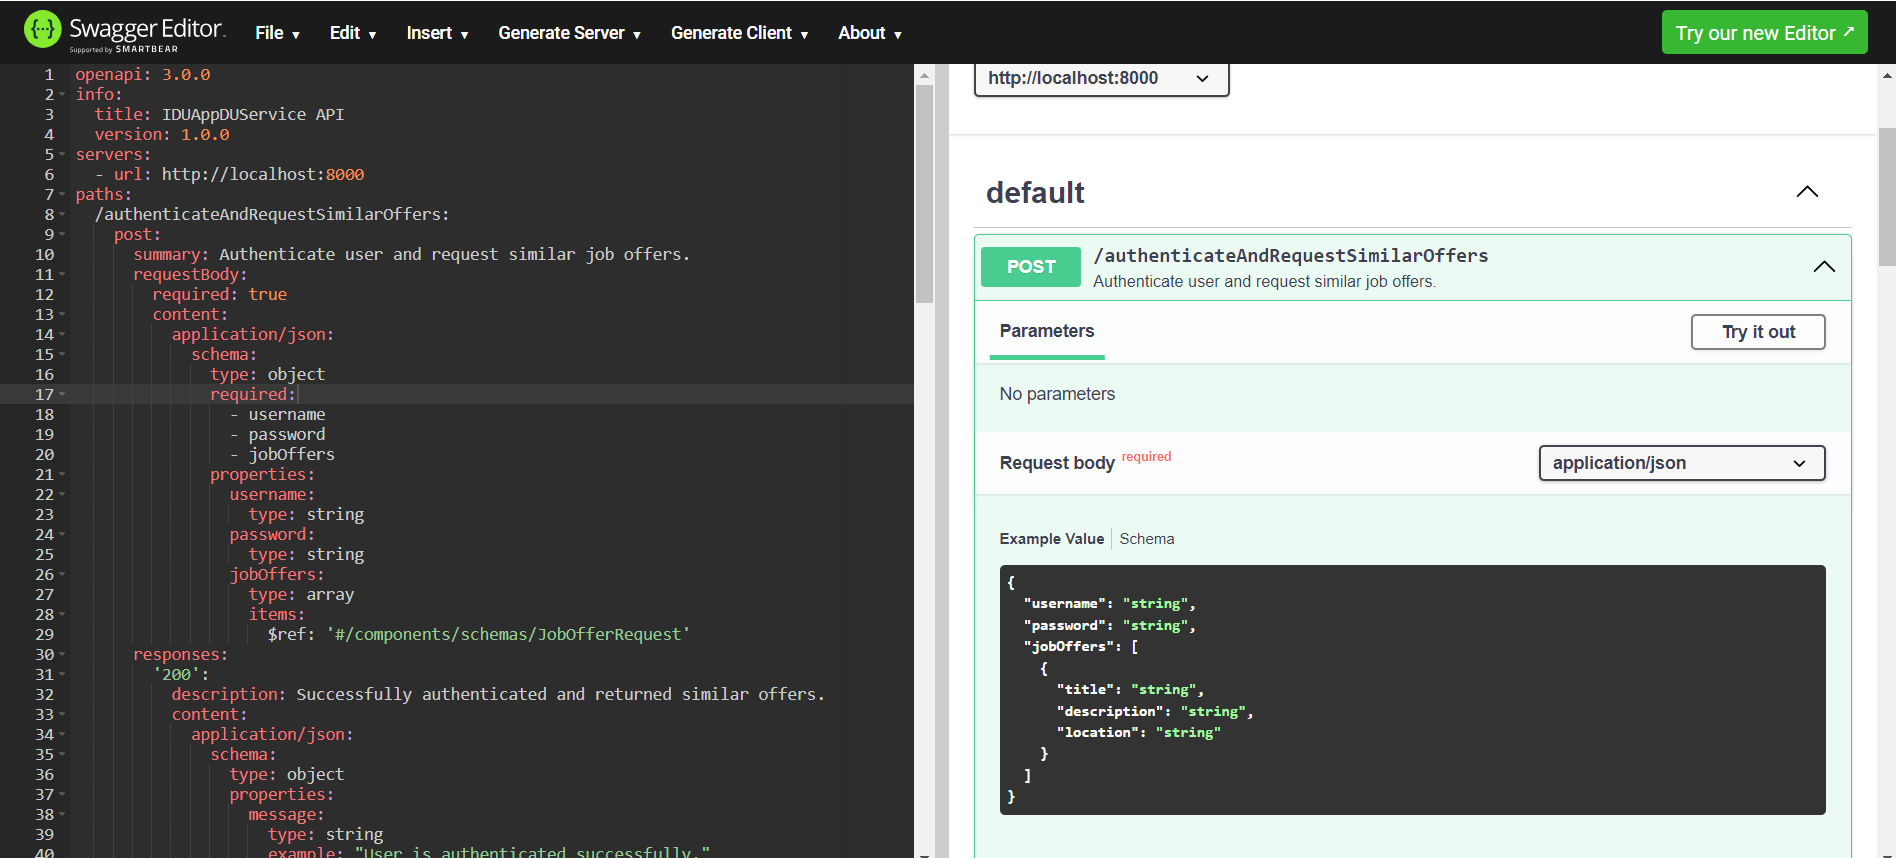 Swagger Editor.
Supported by SMARTBEAR
File
Edit
Insert
Generate Server
Generate Client
About
Try our new Editor
1 openapi: 3.0.0
2 info:
3 title: IDUAppDUService API
4 version: 1.0.0
5 servers:
6 - url: http://localhost:8000
7 paths:
8 /authenticateAndRequestSimilarOffers:
9 post:
10 summary: Authenticate user and request similar job offers.
11 requestBody:
12 required: true
13 content:
14 application/json:
15 schema:
16 type: object
17 required:
18 - username
19 - password
20 - jobOffers
21 properties:
22 username:
23 type: string
24 password:
25 type: string
26 jobOffers:
27 type: array
28 items:
29 $ref: '#/components/schemas/JobOfferRequest'
30 responses:
31 '200':
32 description: Successfully authenticated and returned similar offers.
33 content:
34 application/json:
35 schema:
36 type: object
37 properties:
38 message:
39 type: string
40 example: "User is authenticated successfully."
http://localhost:8000
default
POST
/authenticateAndRequestSimilarOffers
Authenticate user and request similar job offers.
Parameters
Try it out
No parameters
Request body required
application/json
Example Value
Schema
{
"username": "string",
"password": "string",
"jobOffers": [
{
"title": "string",
"description": "string",
"location": "string"
}
]
}